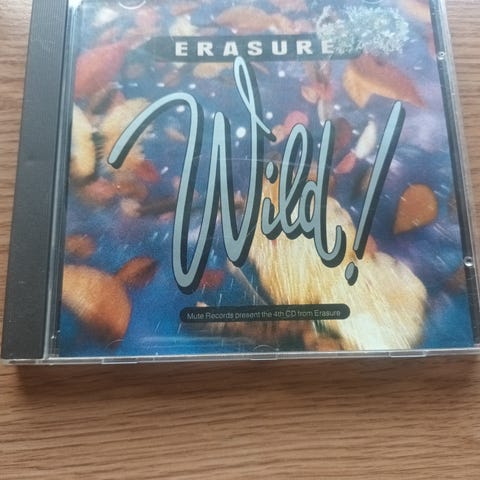 ERASURE
Wild!
Mute Records present the 4th CD from Erasure